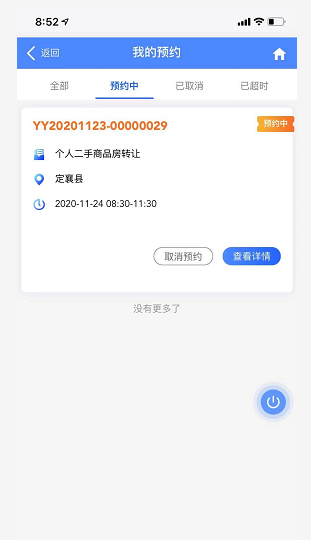 8:52
返回
我的预约
全部
预约中
已取消
已超时
YY20201123-00000029
预约中
个人二手商品房转让
定襄县
2020-11-24 08:30-11:30
取消预约
查看详情
没有更多了